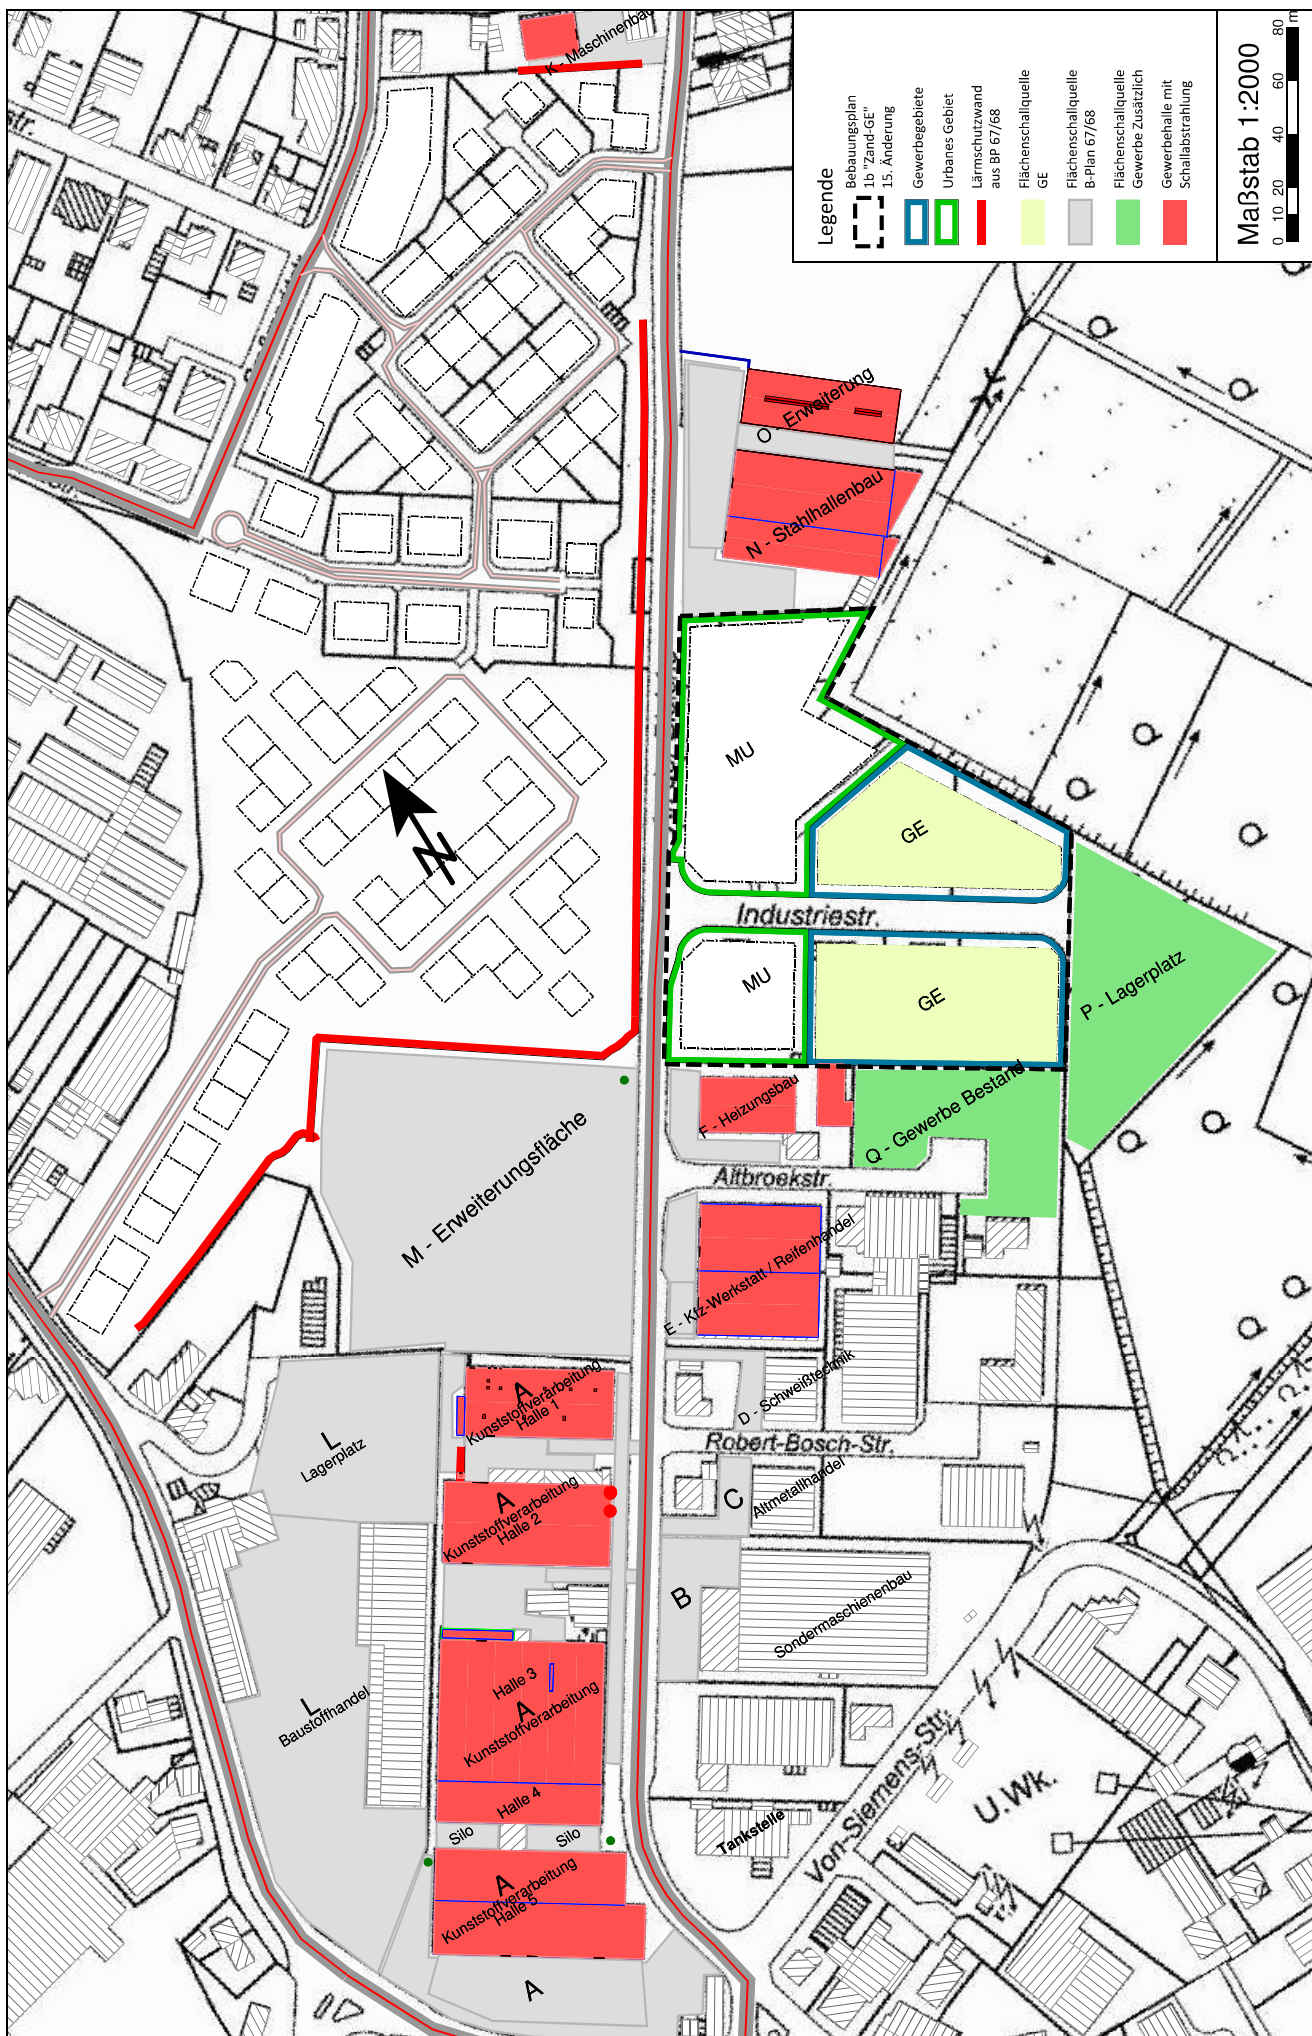 str.
K - Maschinenbau
Legende
Bebauungsplan
1b "Zand-GE"
15. Änderung
Gewerbegebiete
Urbanes Gebiet
Lärmschutzwand
aus BP 67/68
Flächenschallquelle
GE
Flächenschallquelle
B-Plan 67/68
Flächenschallquelle
Gewerbe Zusätzlich
Gewerbehalle mit
Schallabstrahlung
Maßstab 1:2000
0 10 20 40 60 80
m
O - Erweiterung
N - Stahlhallenbau
MU
GE
N
Industriestr.
MU
GE
P - Lagerplatz
F - Heizungsbau
Q - Gewerbe Bestand
M - Erweiterungsfläche
Altbroekstr.
E - Kfz-Werkstatt / Reifenhandel
D - Schweißtechnik
A
Kunststoffverarbeitung
Halle 1
L
Lagerplatz
Robert-Bosch-Str.
A
Kunststoffverarbeitung
Halle 2
C
Altmetallhandel
B
Sondermaschienenbau
L
Baustoffhandel
Halle 3
A
Kunststoffverarbeitung
Halle 4
Silo
Silo
Tankstelle
Von-Siemens-Str.
U.Wk.
A
Kunststoffverarbeitung
Halle 5
A